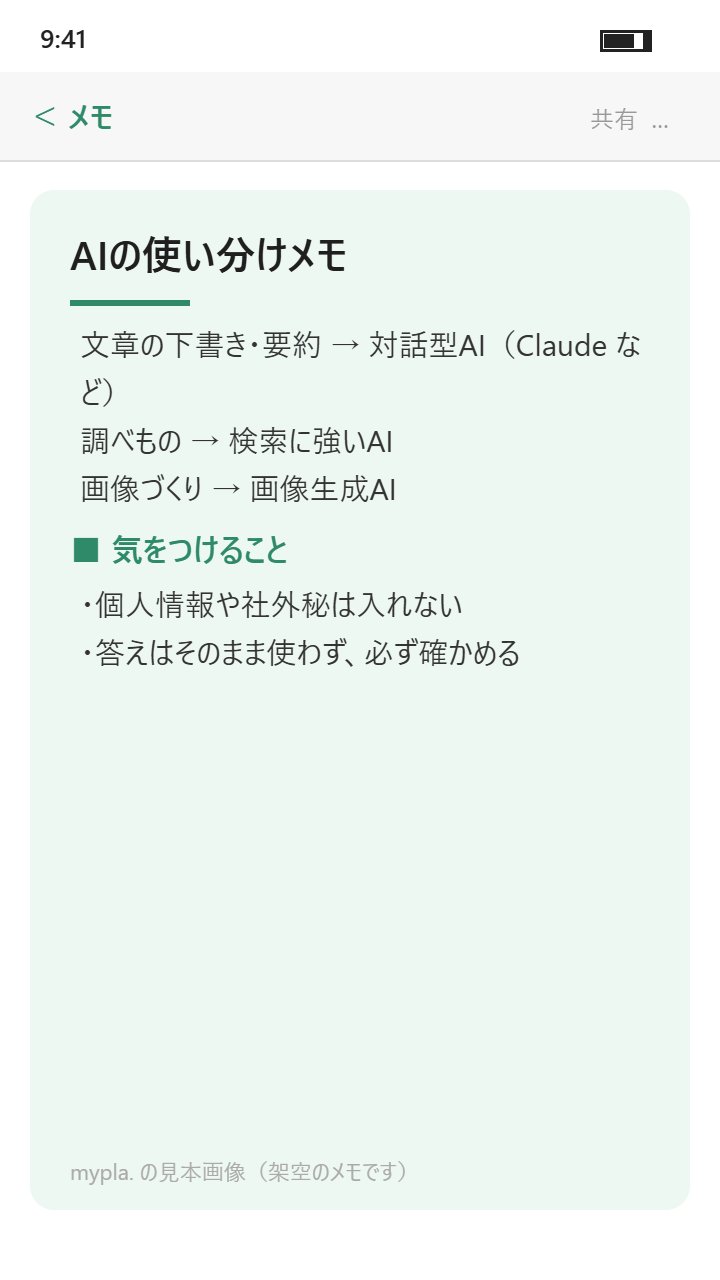 9:41
< メモ
共有 ...
AIの使い分けメモ
文章の下書き・要約 → 対話型AI（Claude な
ど）
調べもの → 検索に強いAI
画像づくり → 画像生成AI
■ 気をつけること
・個人情報や社外秘は入れない
・答えはそのまま使わず、必ず確かめる
mypla. の見本画像（架空のメモです）